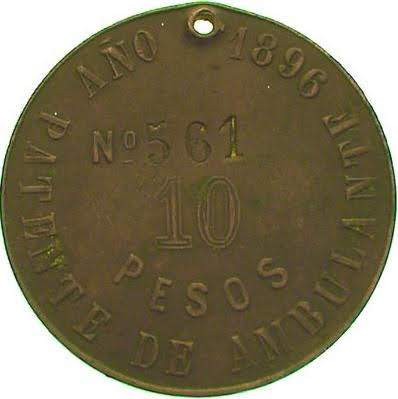 AÑO 1896
Nº 561
10
PESOS
PATENTE DE AMBULANTE